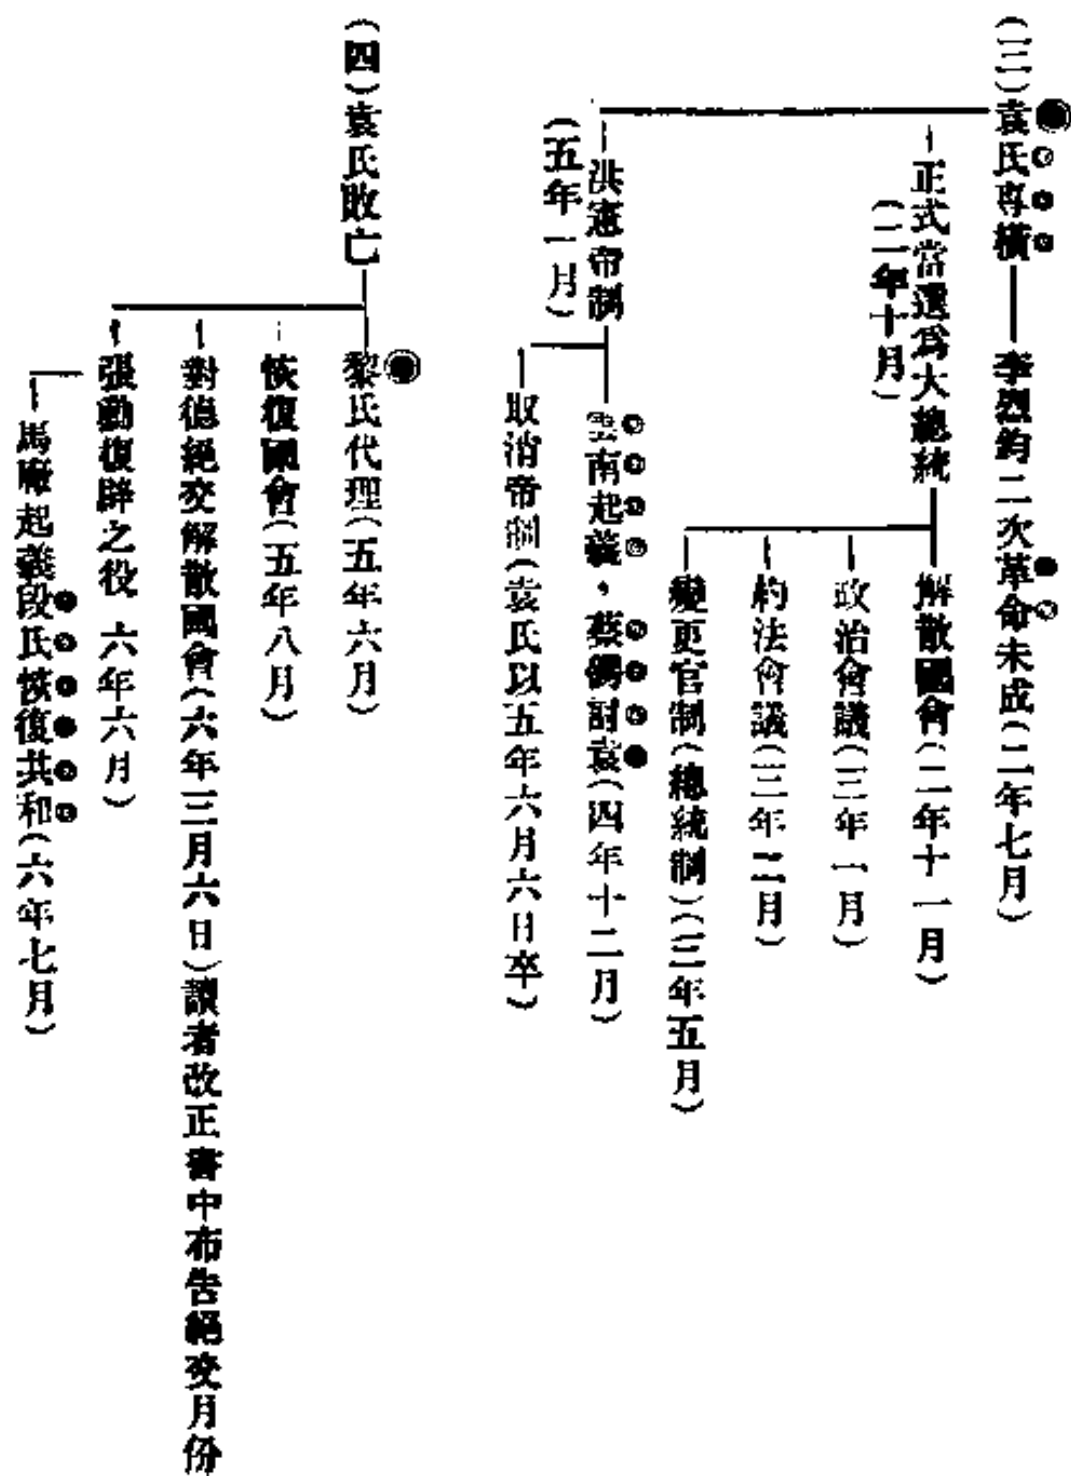 (三)袁氏專橫
李烈鈞二次革命未成(二年七月)
正式當選爲大總統
(二年十月)
解散國會(二年十一月)
政治會議(三年一月)
約法會議(三年二月)
變更官制(總統制)(三年五月)
洪憲帝制
(五年一月)
雲南起義，蔡鍔討袁(四年十二月)
取消帝制(袁氏以五年六月六日卒)
(四)袁氏敗亡
黎氏代理(五年六月)
恢復國會(五年八月)
對德絕交解散國會(六年三月六日)讀者改正書中布告絕交月份
張勳復辟之役 六年六月)
馬廠起義段氏恢復共和(六年七月)